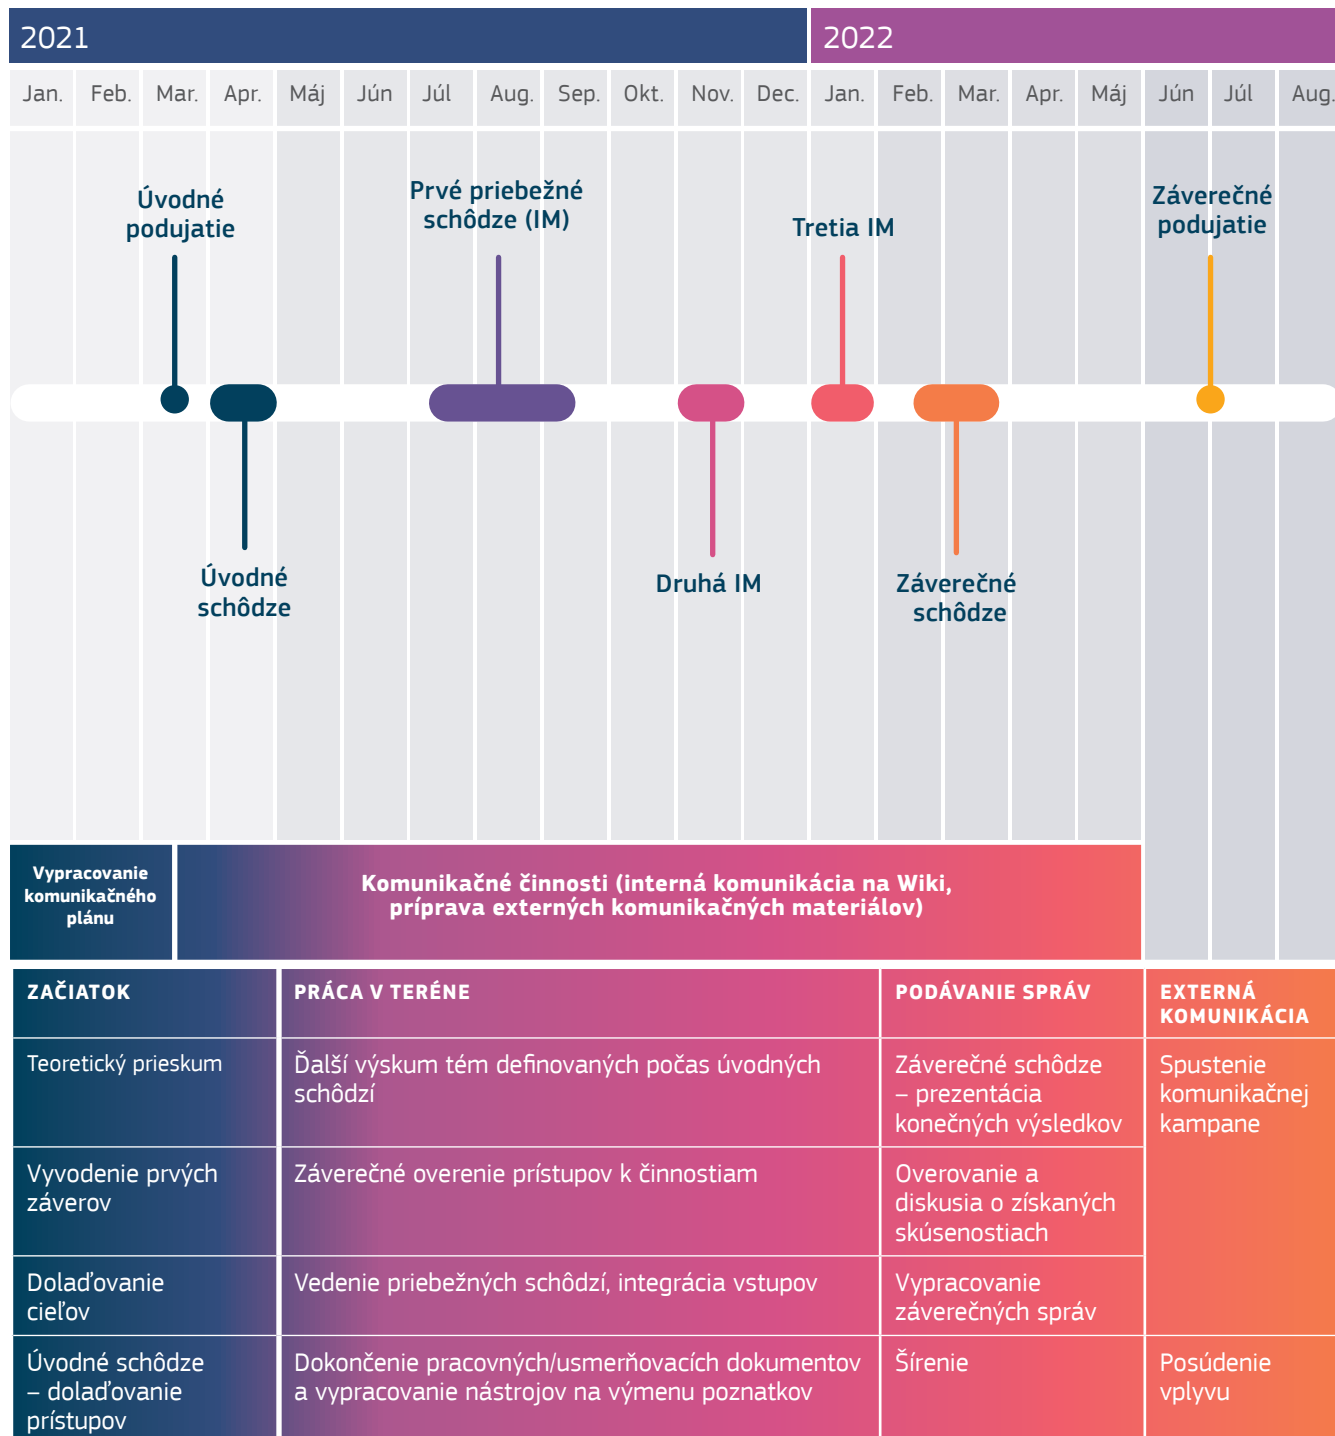 2021
2022
Jan. Feb. Mar. Apr. Máj Jún Júl Aug. Sep. Okt. Nov. Dec. Jan. Feb. Mar. Apr. Máj Jún Júl Aug.
Úvodné
podujatie
Prvé priebežné
schôdze (IM)
Tretia IM
Záverečné
podujatie
Úvodné
schôdze
Druhá IM
Záverečné
schôdze
Vypracovanie
komunikačného
plánu
Komunikačné činnosti (interná komunikácia na Wiki,
príprava externých komunikačných materiálov)
ZAČIATOK
PRÁCA V TERÉNE
PODÁVANIE SPRÁV
EXTERNÁ
KOMUNIKÁCIA
Teoretický prieskum
Ďalší výskum tém definovaných počas úvodných
schôdzí
Záverečné schôdze
– prezentácia
konečných výsledkov
Spustenie
komunikačnej
kampane
Vyvodenie prvých
záverov
Záverečné overenie prístupov k činnostiam
Overovanie a
diskusia o získaných
skúsenostiach
Dolaďovanie
cieľov
Vedenie priebežných schôdzí, integrácia vstupov
Vypracovanie
záverečných správ
Úvodné schôdze
– dolaďovanie
prístupov
Dokončenie pracovných/usmerňovacích dokumentov
a vypracovanie nástrojov na výmenu poznatkov
Šírenie
Posúdenie
vplyvu